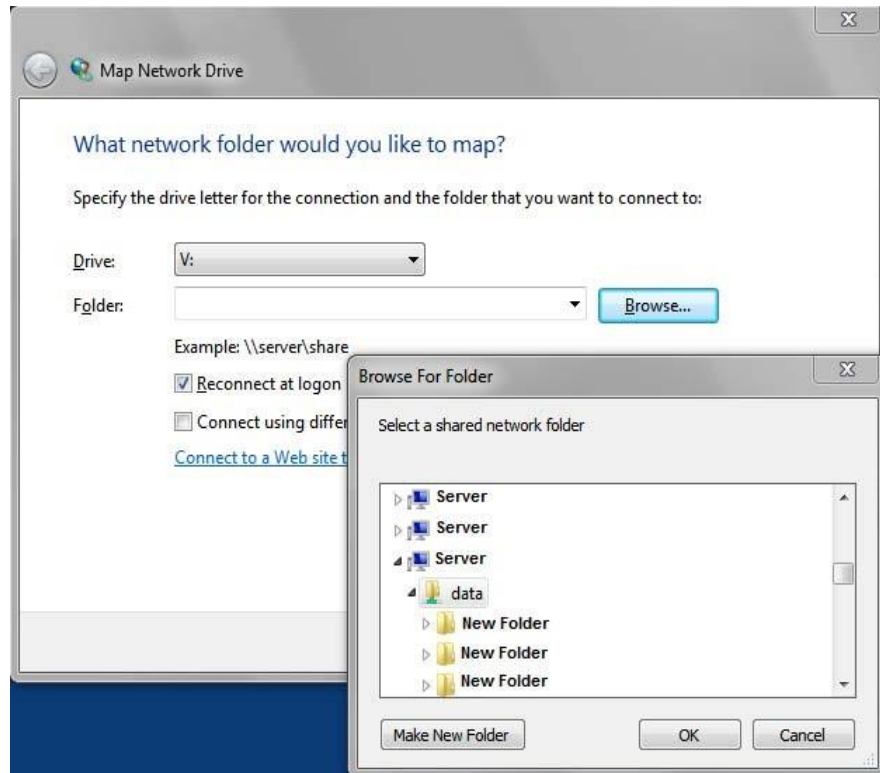 Map Network Drive
What network folder would you like to map?
Specify the drive letter for the connection and the folder that you want to connect to:
Drive: V:
Folder: Browse...
Example: \\server\share
Reconnect at logon
Connect using differ
Connect to a Web site t
Browse For Folder
Select a shared network folder
Server
Server
Server
data
New Folder
New Folder
New Folder
Make New Folder OK Cancel